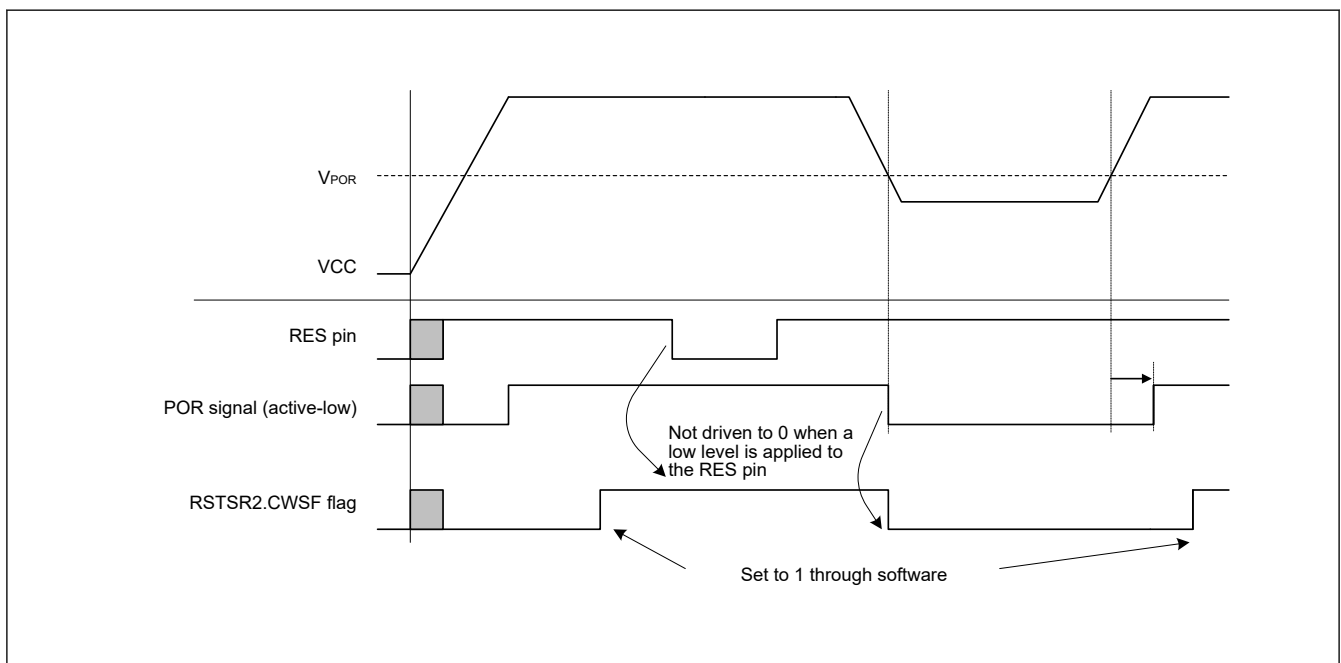 VPOR
VCC
RES pin
POR signal (active-low)
Not driven to 0 when a
low level is applied to
the RES pin
RSTSR2.CWSF flag
Set to 1 through software